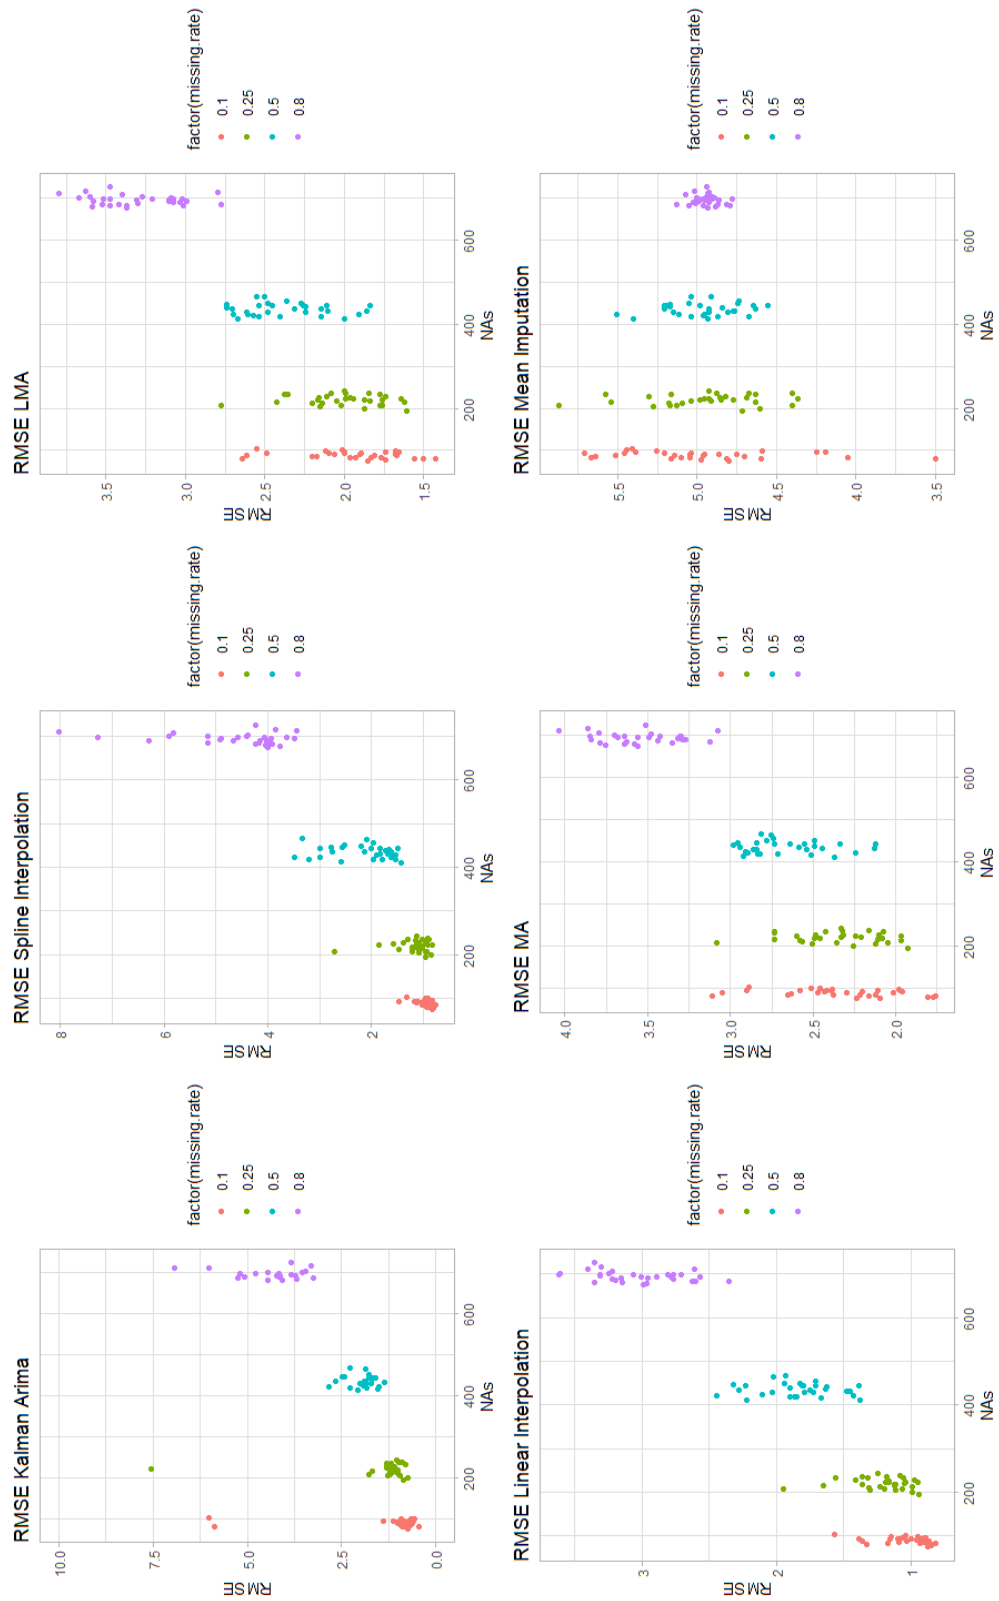 RMSE Kalman Arima
10.0
7.5
5.0
2.5
0.0
RMSE
200 400 600
NAs
factor(missing.rate)
0.1
0.25
0.5
0.8
RMSE Spline Interpolation
8
6
4
2
RMSE
200 400 600
NAs
factor(missing.rate)
0.1
0.25
0.5
0.8
RMSE LMA
3.5
3.0
2.5
2.0
1.5
RMSE
200 400 600
NAs
factor(missing.rate)
0.1
0.25
0.5
0.8
RMSE Linear Interpolation
3
2
1
RMSE
200 400 600
NAs
factor(missing.rate)
0.1
0.25
0.5
0.8
RMSE MA
4.0
3.5
3.0
2.5
2.0
RMSE
200 400 600
NAs
factor(missing.rate)
0.1
0.25
0.5
0.8
RMSE Mean Imputation
5.5
5.0
4.5
4.0
3.5
RMSE
200 400 600
NAs
factor(missing.rate)
0.1
0.25
0.5
0.8